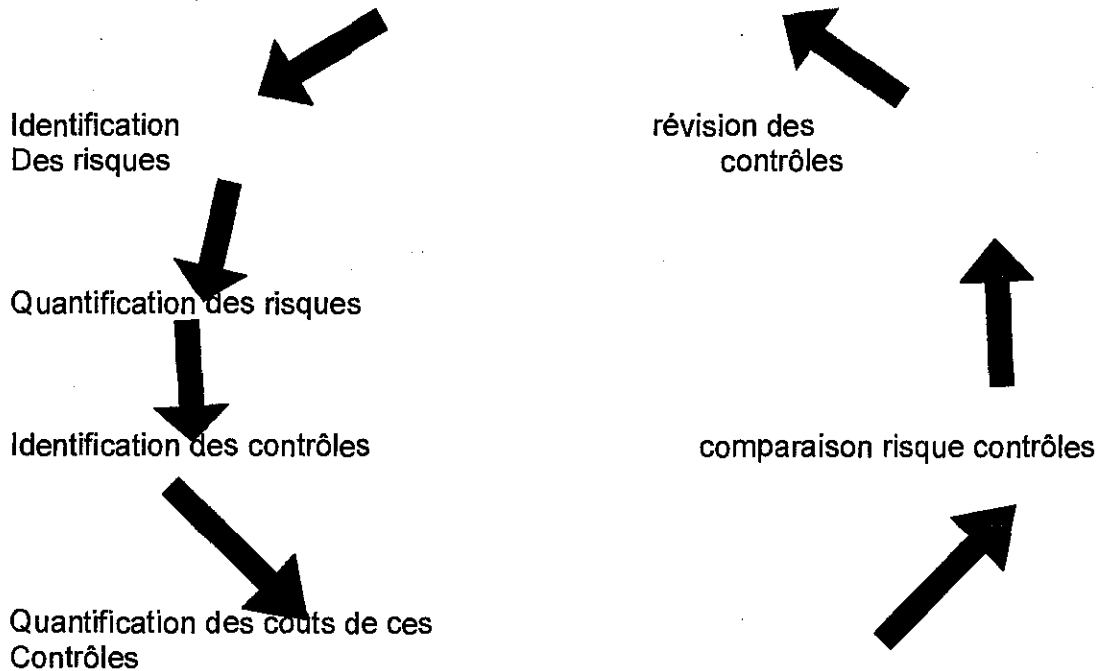 Identification
Des risques
Quantification des risques
Identification des contrôles
Quantification des couts de ces
Contrôles
comparaison risque contrôles
révision des
contrôles